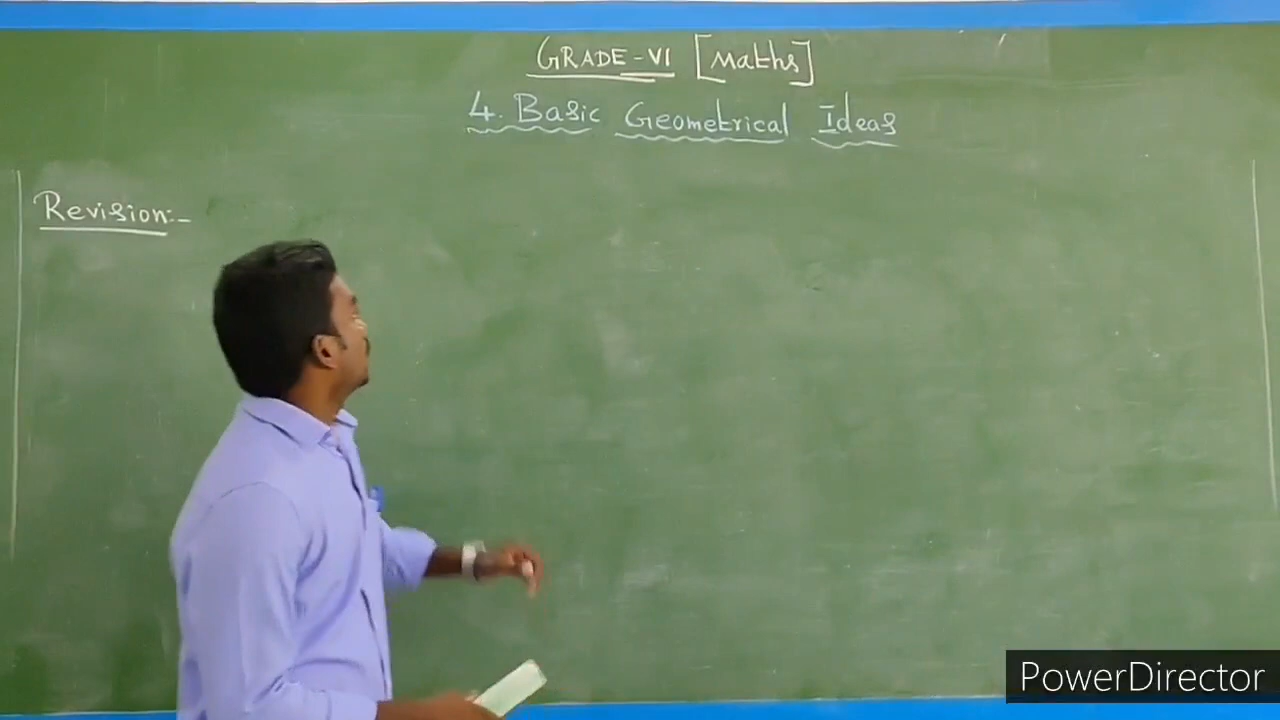 GRADE-VI [Maths]
4. Basic Geometrical Ideas
Revision:-
PowerDirector